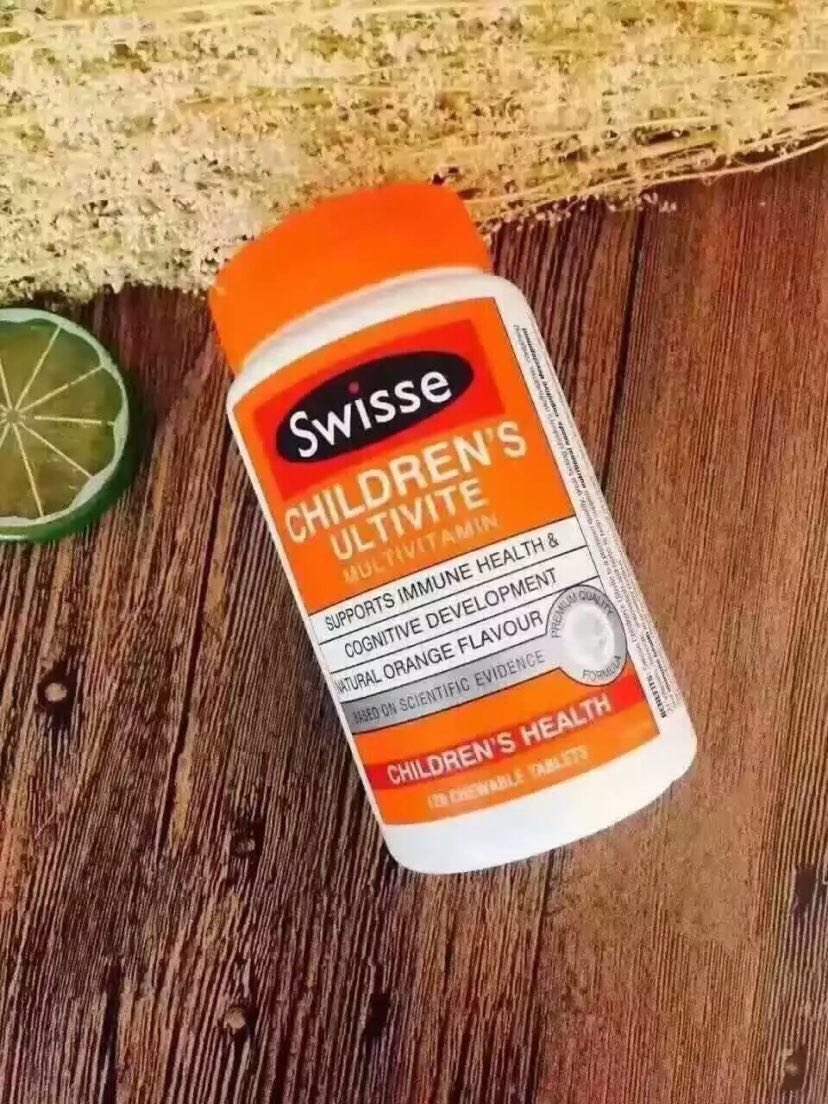 Swisse
CHILDREN'S
ULTIVITE
MULTIVITAMIN
SUPPORTS IMMUNE HEALTH &
COGNITIVE DEVELOPMENT
NATURAL ORANGE FLAVOUR
BASED ON SCIENTIFIC EVIDENCE
PREMIUM QUALITY
FORMULA
CHILDREN'S HEALTH
120 CHEWABLE TABLETS
BENEFITS: